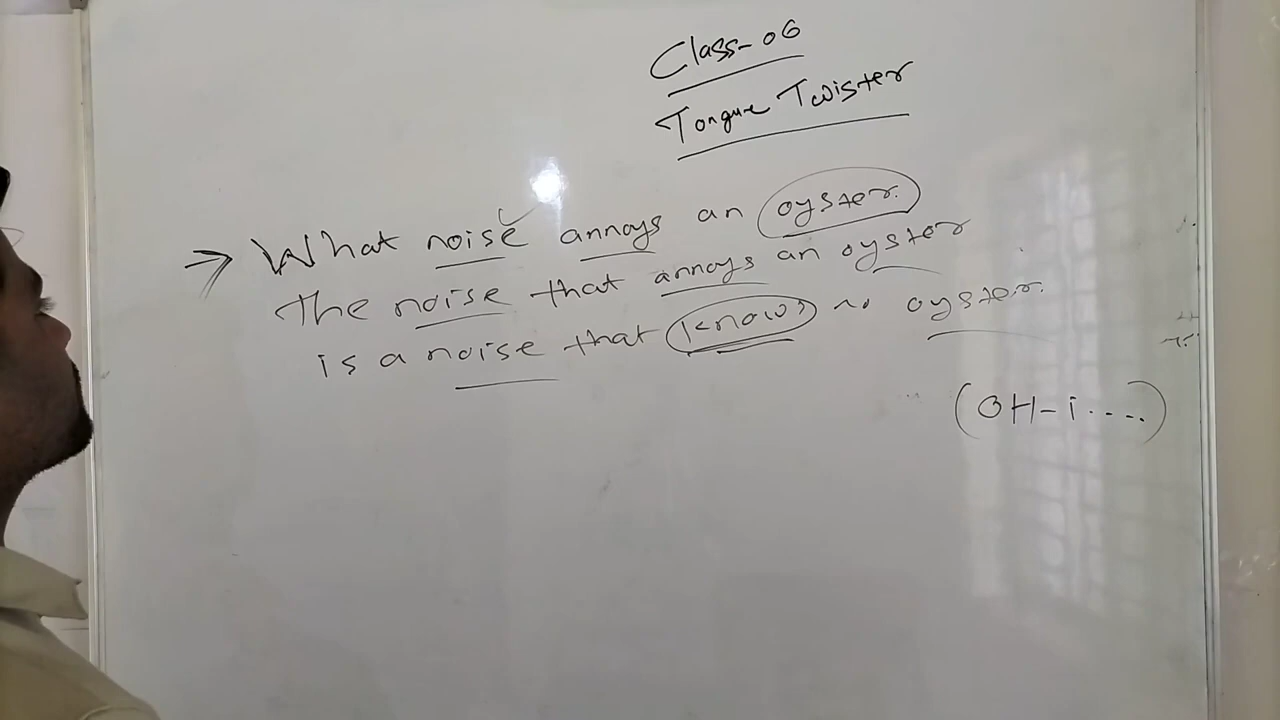 Class-06
Tongue Twister
→ What noise annoys an oyster.
The noise that annoys an oyster
is a noise that knows no oyster.
(OH-i....)